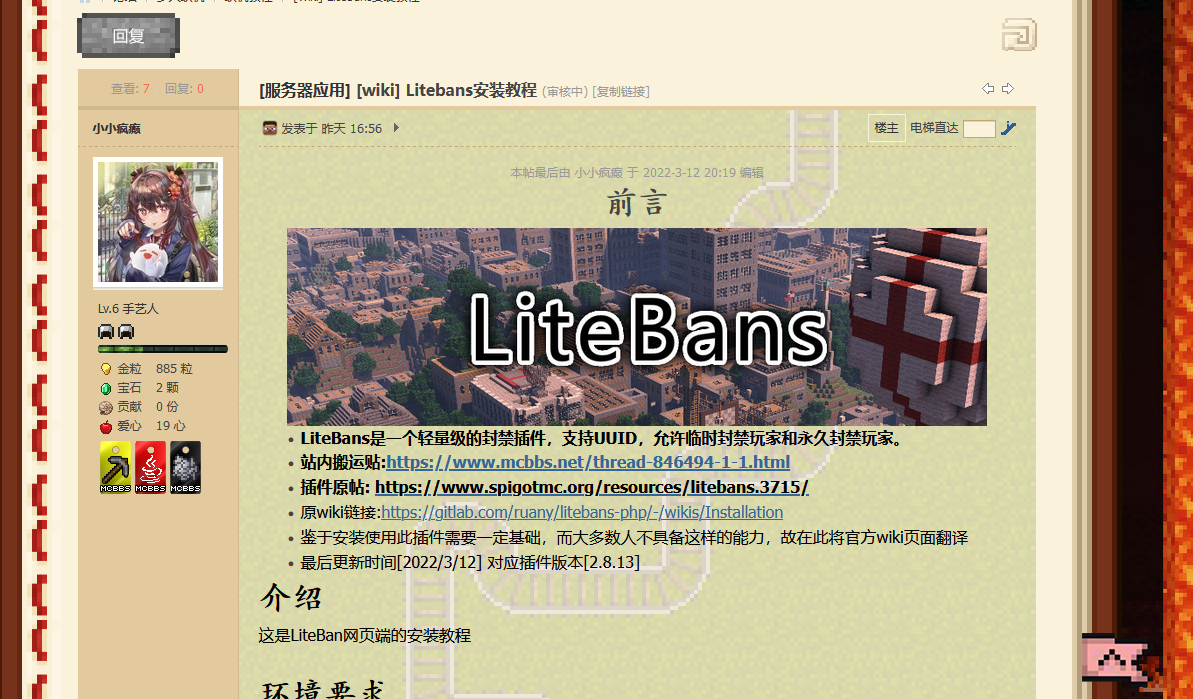 回复
查看: 7 回复: 0
[服务器应用] [wiki] Litebans安装教程 (审核中) [复制链接]
小小疯癫
发表于 昨天 16:56
楼主 电梯直达
本帖最后由 小小疯癫 于 2022-3-12 20:19 编辑
前言
LiteBans
Lv.6 手艺人
金粒 885 粒
宝石 2 颗
贡献 0 份
爱心 19 心
MCBBS MCBBS MCBBS
• LiteBans是一个轻量级的封禁插件，支持UUID，允许临时封禁玩家和永久封禁玩家。
• 站内搬运贴:https://www.mcbbs.net/thread-846494-1-1.html
• 插件原帖: https://www.spigotmc.org/resources/litebans.3715/
• 原wiki链接:https://gitlab.com/ruany/litebans-php/-/wikis/Installation
• 鉴于安装使用此插件需要一定基础，而大多数人不具备这样的能力，故在此将官方wiki页面翻译
• 最后更新时间[2022/3/12] 对应插件版本[2.8.13]
介绍
这是LiteBan网页端的安装教程
环境要求